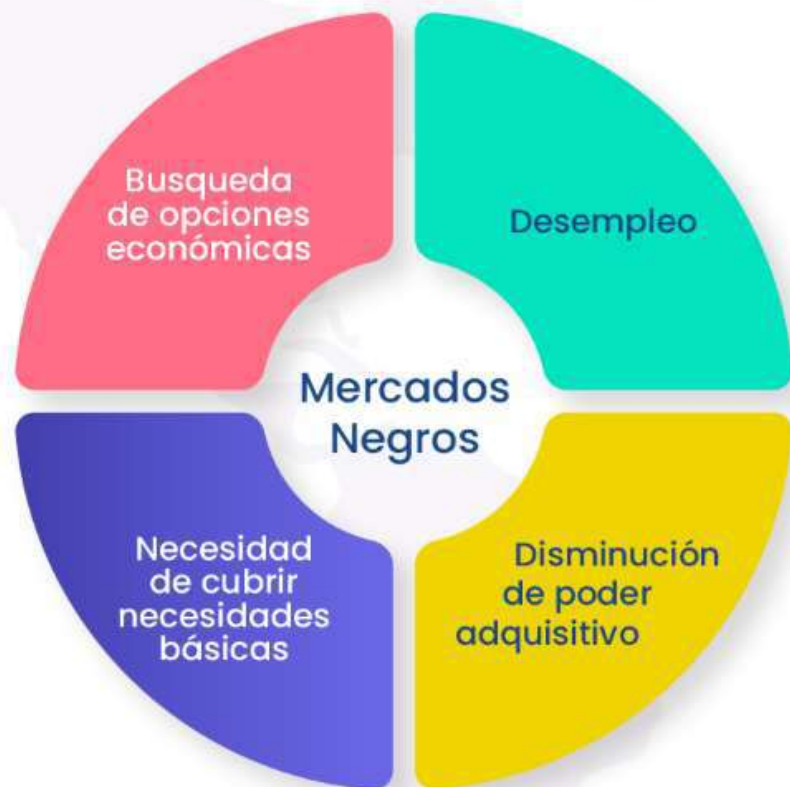 Busqueda
de opciones
económicas
Desempleo
Mercados
Negros
Necesidad
de cubrir
necesidades
básicas
Disminución
de poder
adquisitivo